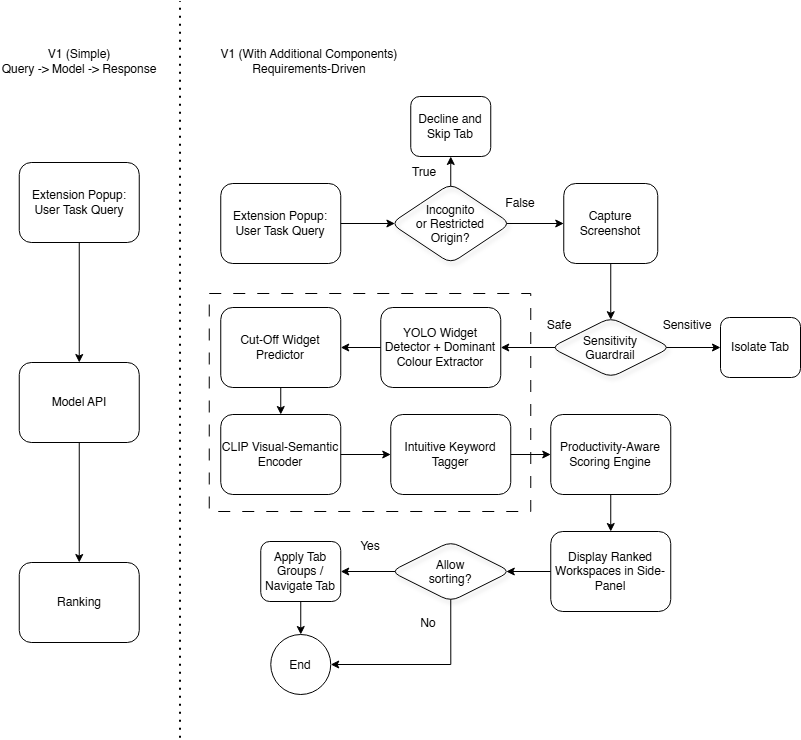 V1 (Simple)
Query -> Model -> Response
Extension Popup:
User Task Query
Model API
Ranking
V1 (With Additional Components)
Requirements-Driven
Decline and
Skip Tab
True
Extension Popup:
User Task Query
Incognito
or Restricted
Origin?
False
Capture
Screenshot
Cut-Off Widget
Predictor
YOLO Widget
Detector + Dominant
Colour Extractor
Safe
Sensitivity
Guardrail
Sensitive
Isolate Tab
CLIP Visual-Semantic
Encoder
Intuitive Keyword
Tagger
Productivity-Aware
Scoring Engine
Apply Tab
Groups /
Navigate Tab
Yes
Allow
sorting?
Display Ranked
Workspaces in Side-
Panel
No
End